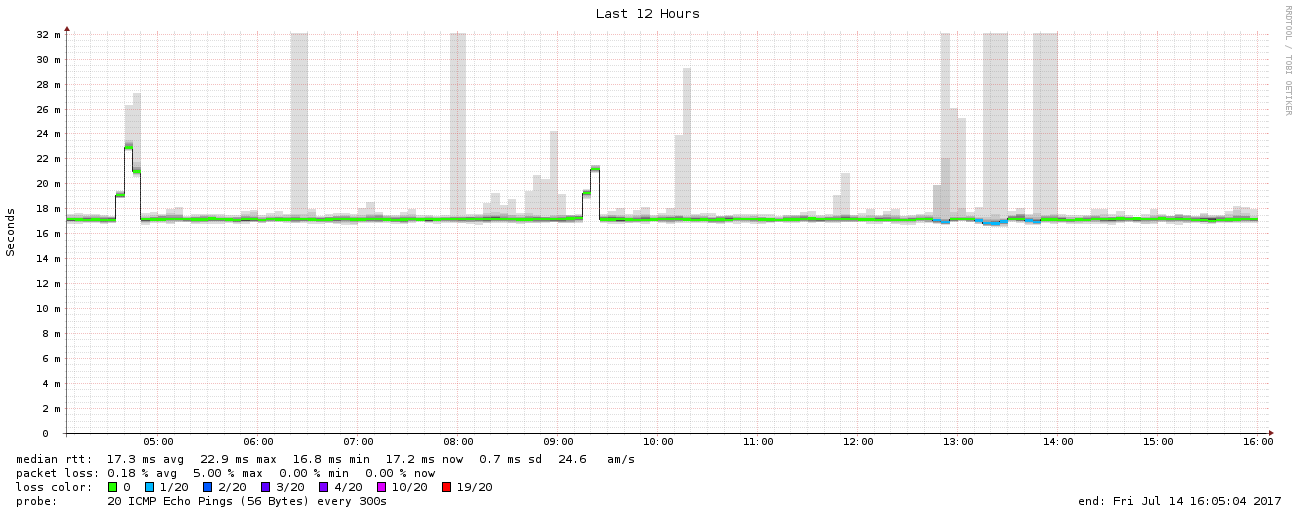 Last 12 Hours
RRDTOOL / TOBI OETIKER
32 m
30 m
28 m
26 m
24 m
22 m
20 m
18 m
16 m
14 m
12 m
10 m
8 m
6 m
4 m
2 m
0
Seconds
05:00 06:00 07:00 08:00 09:00 10:00 11:00 12:00 13:00 14:00 15:00 16:00
median rtt: 17.3 ms avg 22.9 ms max 16.8 ms min 17.2 ms now 0.7 ms sd 24.6 am/s
packet loss: 0.18 % avg 5.00 % max 0.00 % min 0.00 % now
loss color: 0 1/20 2/20 3/20 4/20 10/20 19/20
probe: 20 ICMP Echo Pings (56 Bytes) every 300s end: Fri Jul 14 16:05:04 2017